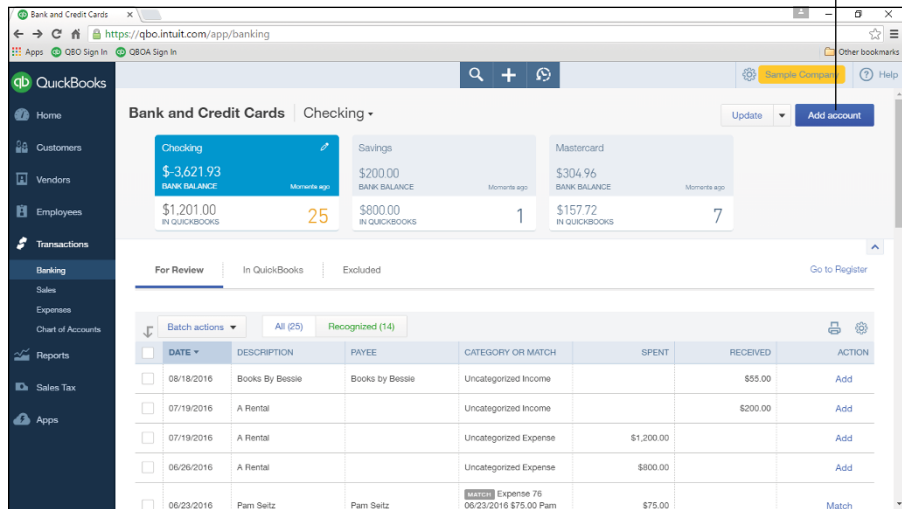 Bank and Credit Cards
https://qbo.intuit.com/app/banking
Apps QBO Sign In QBOA Sign In Other bookmarks
qb QuickBooks
Sample Company Help
Home
Customers
Vendors
Employees
Transactions
Banking
Sales
Expenses
Chart of Accounts
Reports
Sales Tax
Apps
Bank and Credit Cards Checking
Update Add account
Checking
$-3,621.93
BANK BALANCE Moments ago
$1,201.00
IN QUICKBOOKS
25
Savings
$200.00
BANK BALANCE Moments ago
$800.00
IN QUICKBOOKS
1
Mastercard
$304.96
BANK BALANCE Moments ago
$157.72
IN QUICKBOOKS
7
For Review In QuickBooks Excluded Go to Register
Batch actions All (25) Recognized (14)
DATE DESCRIPTION PAYEE CATEGORY OR MATCH SPENT RECEIVED ACTION
08/18/2016 Books By Bessie Books by Bessie Uncategorized Income $55.00 Add
07/19/2016 A Rental Uncategorized Income $200.00 Add
07/19/2016 A Rental Uncategorized Expense $1,200.00 Add
06/26/2016 A Rental Uncategorized Expense $800.00 Add
06/23/2016 Pam Seitz Pam Seitz MATCH Expense 76
06/23/2016 $75.00 Pam $75.00 Match